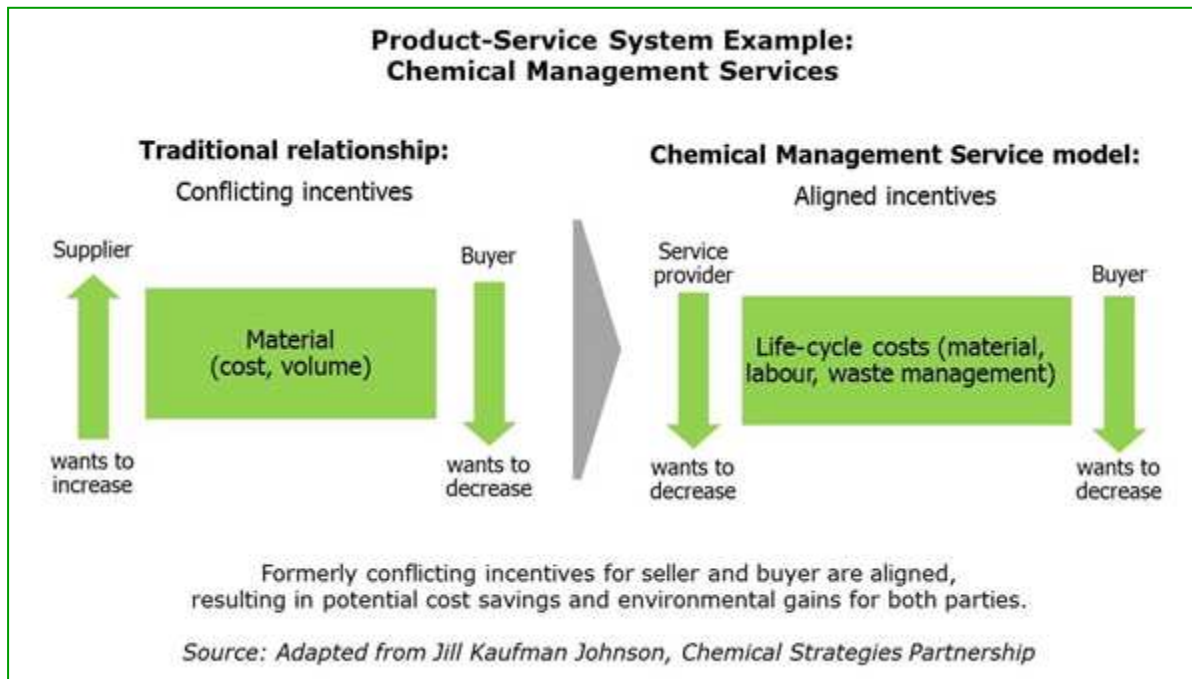 Product-Service System Example:
Chemical Management Services
Traditional relationship:
Conflicting incentives
Supplier
Buyer
Material
(cost, volume)
wants to
increase
wants to
decrease
Chemical Management Service model:
Aligned incentives
Service
provider
Buyer
Life-cycle costs (material,
labour, waste management)
wants to
decrease
wants to
decrease
Formerly conflicting incentives for seller and buyer are aligned,
resulting in potential cost savings and environmental gains for both parties.
Source: Adapted from Jill Kaufman Johnson, Chemical Strategies Partnership